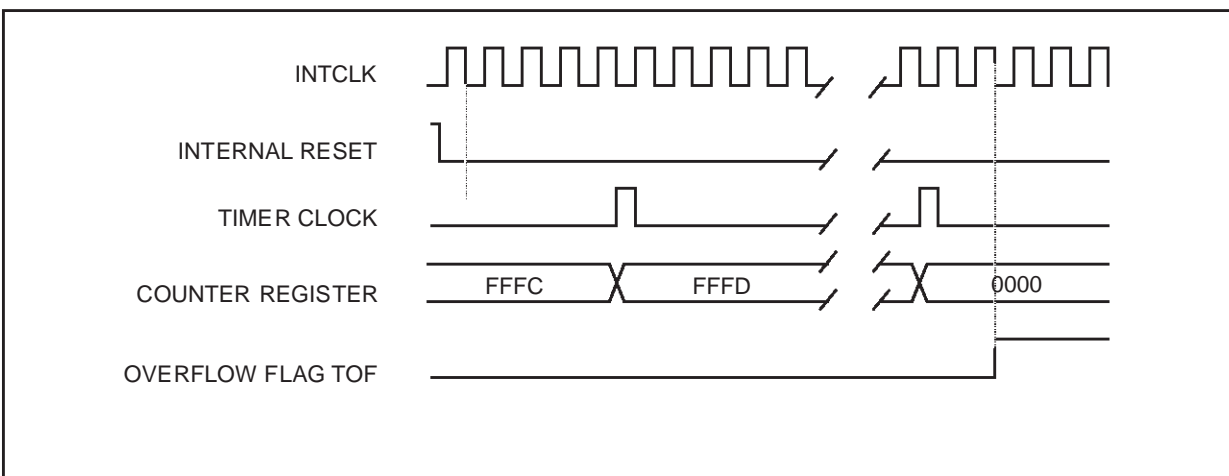 INTCLK
INTERNAL RESET
TIMER CLOCK
COUNTER REGISTER
FFFC
FFFD
0000
OVERFLOW FLAG TOF